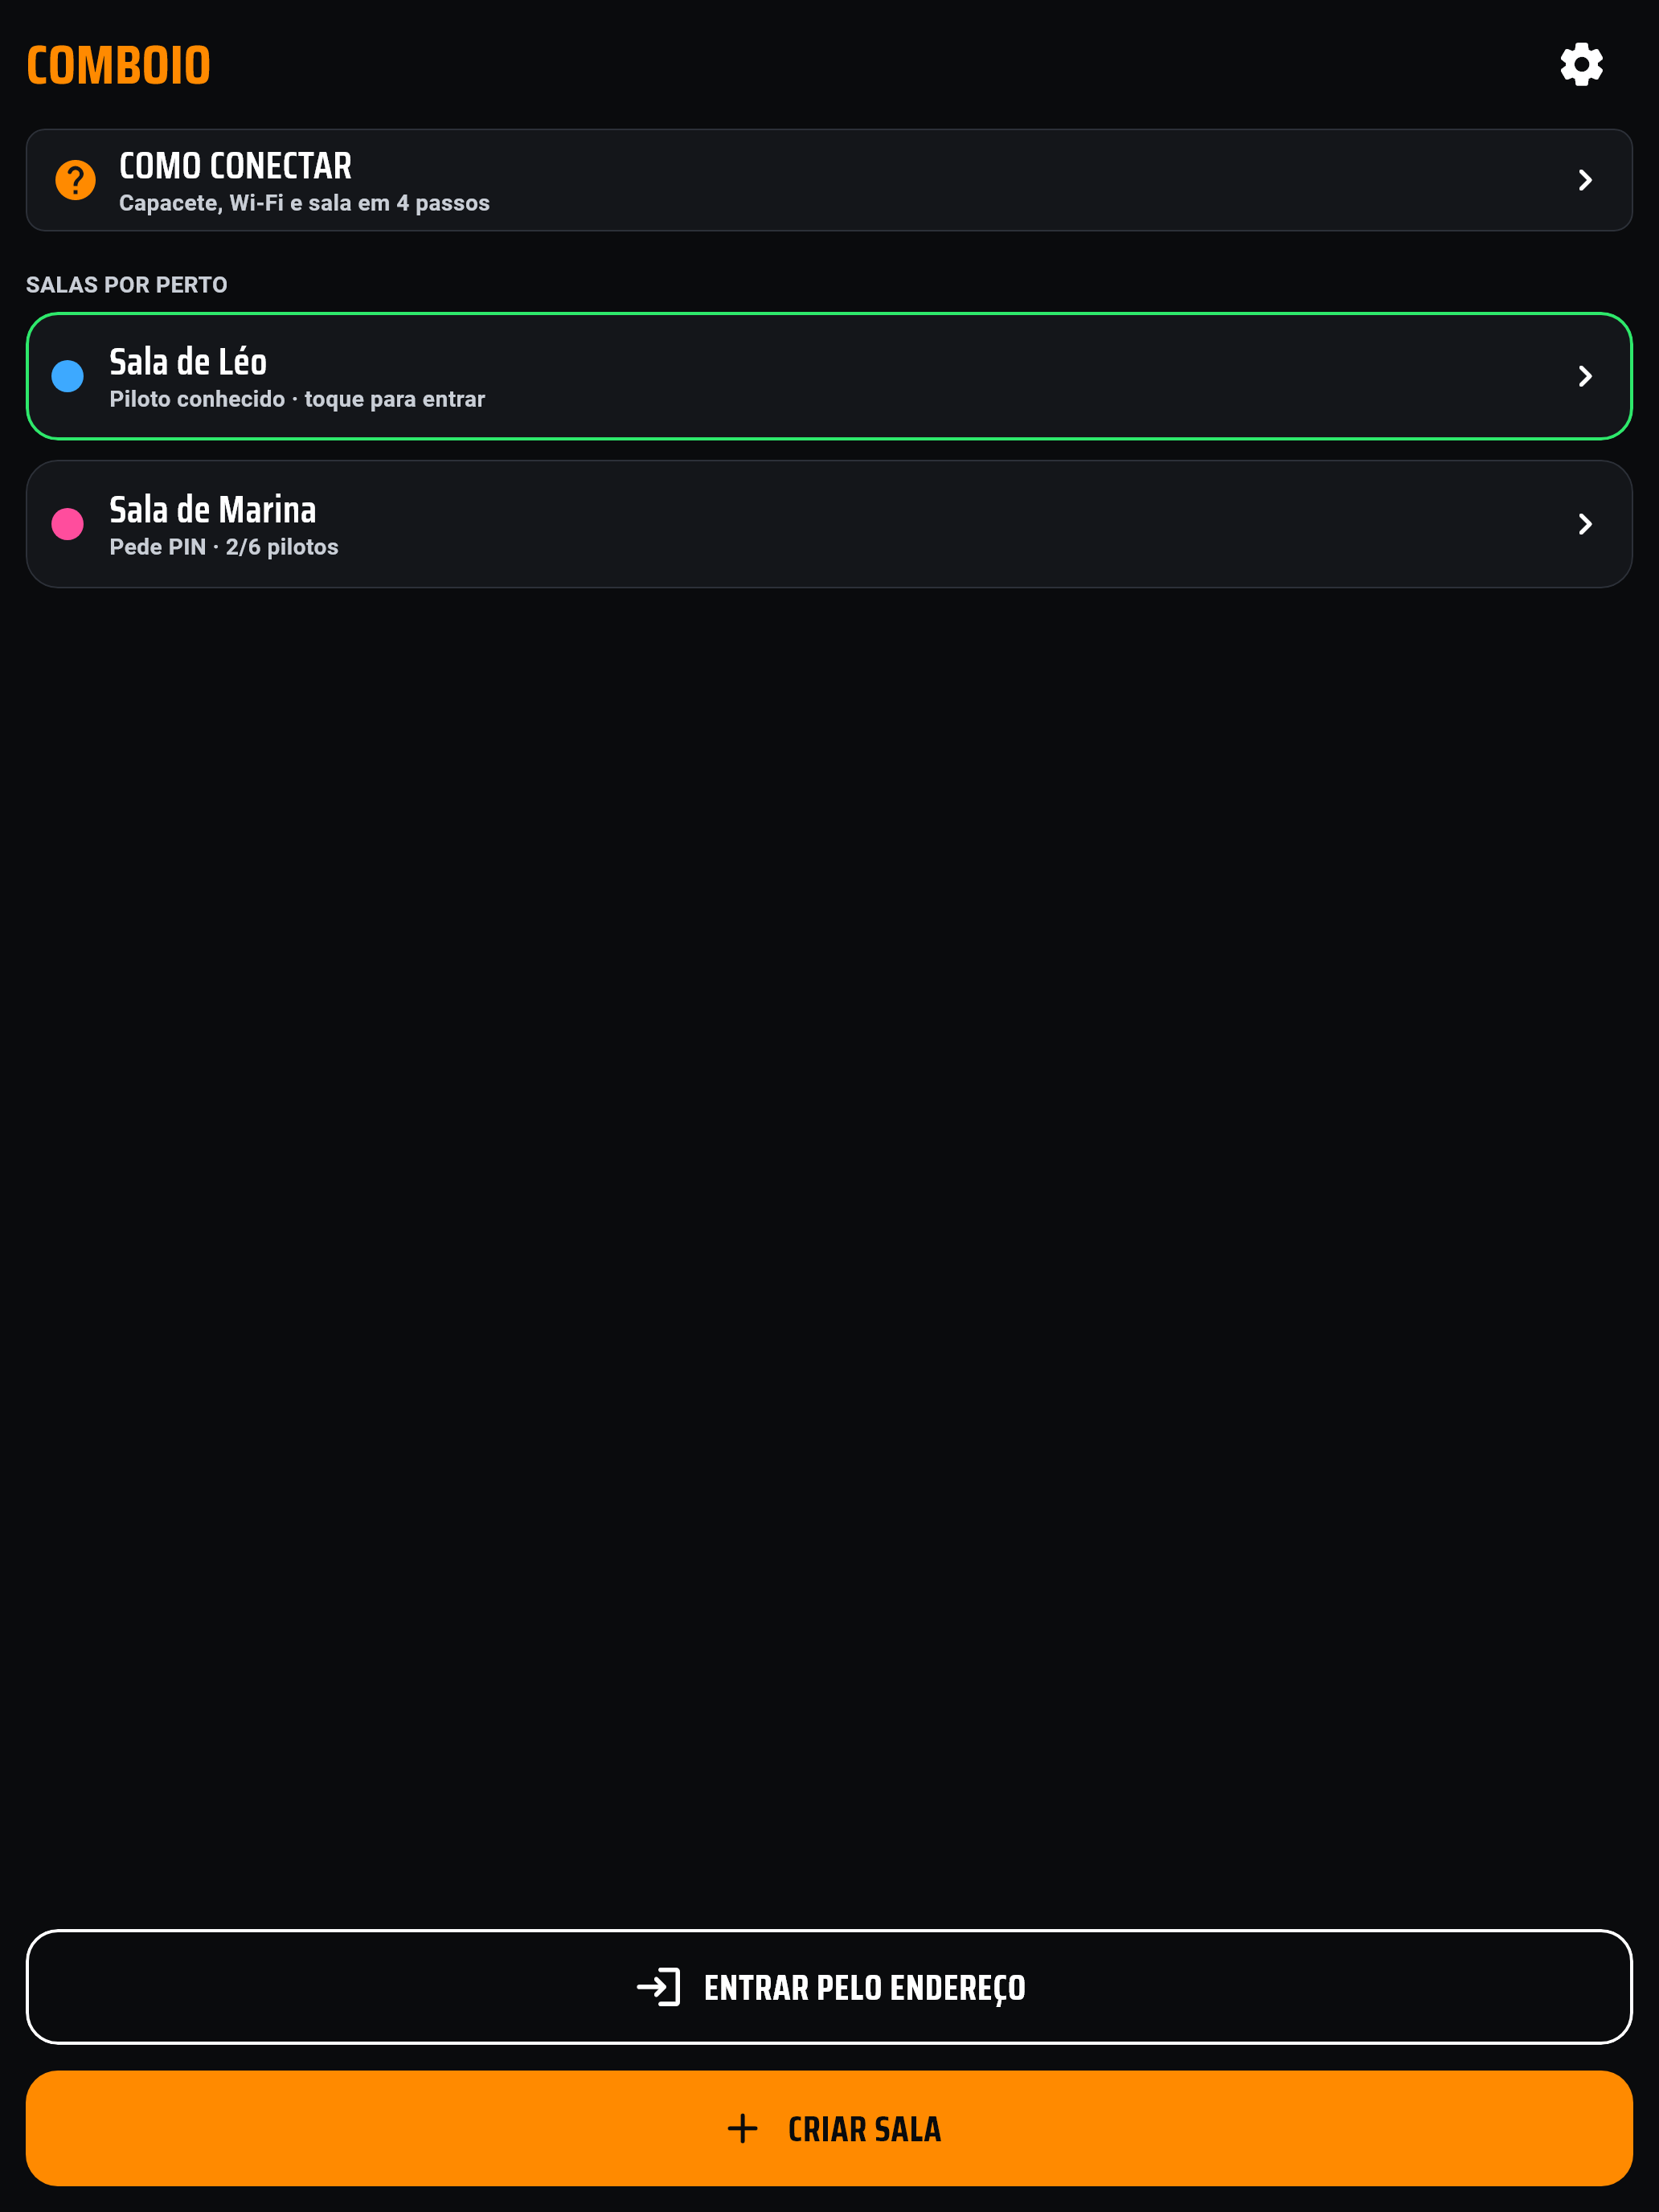 COMBOIO
COMO CONECTAR
Capacete, Wi-Fi e sala em 4 passos
SALAS POR PERTO
Sala de Léo
Piloto conhecido · toque para entrar
Sala de Marina
Pede PIN · 2/6 pilotos
ENTRAR PELO ENDEREÇO
CRIAR SALA